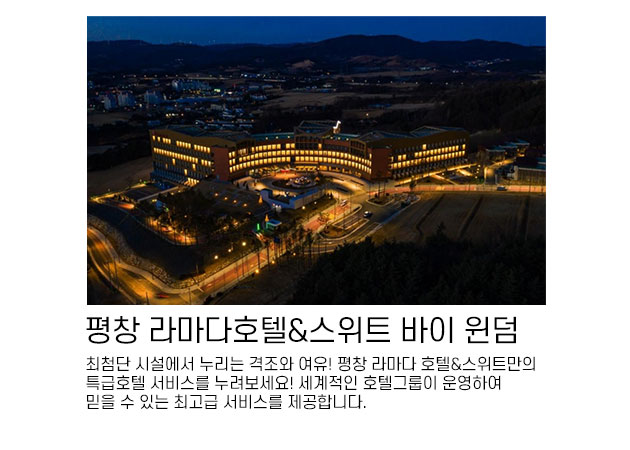 평창 라마다호텔&스위트 바이 윈덤
최첨단 시설에서 누리는 격조와 여유! 평창 라마다 호텔&스위트만의
특급호텔 서비스를 누려보세요! 세계적인 호텔그룹이 운영하여
믿을 수 있는 최고급 서비스를 제공합니다.